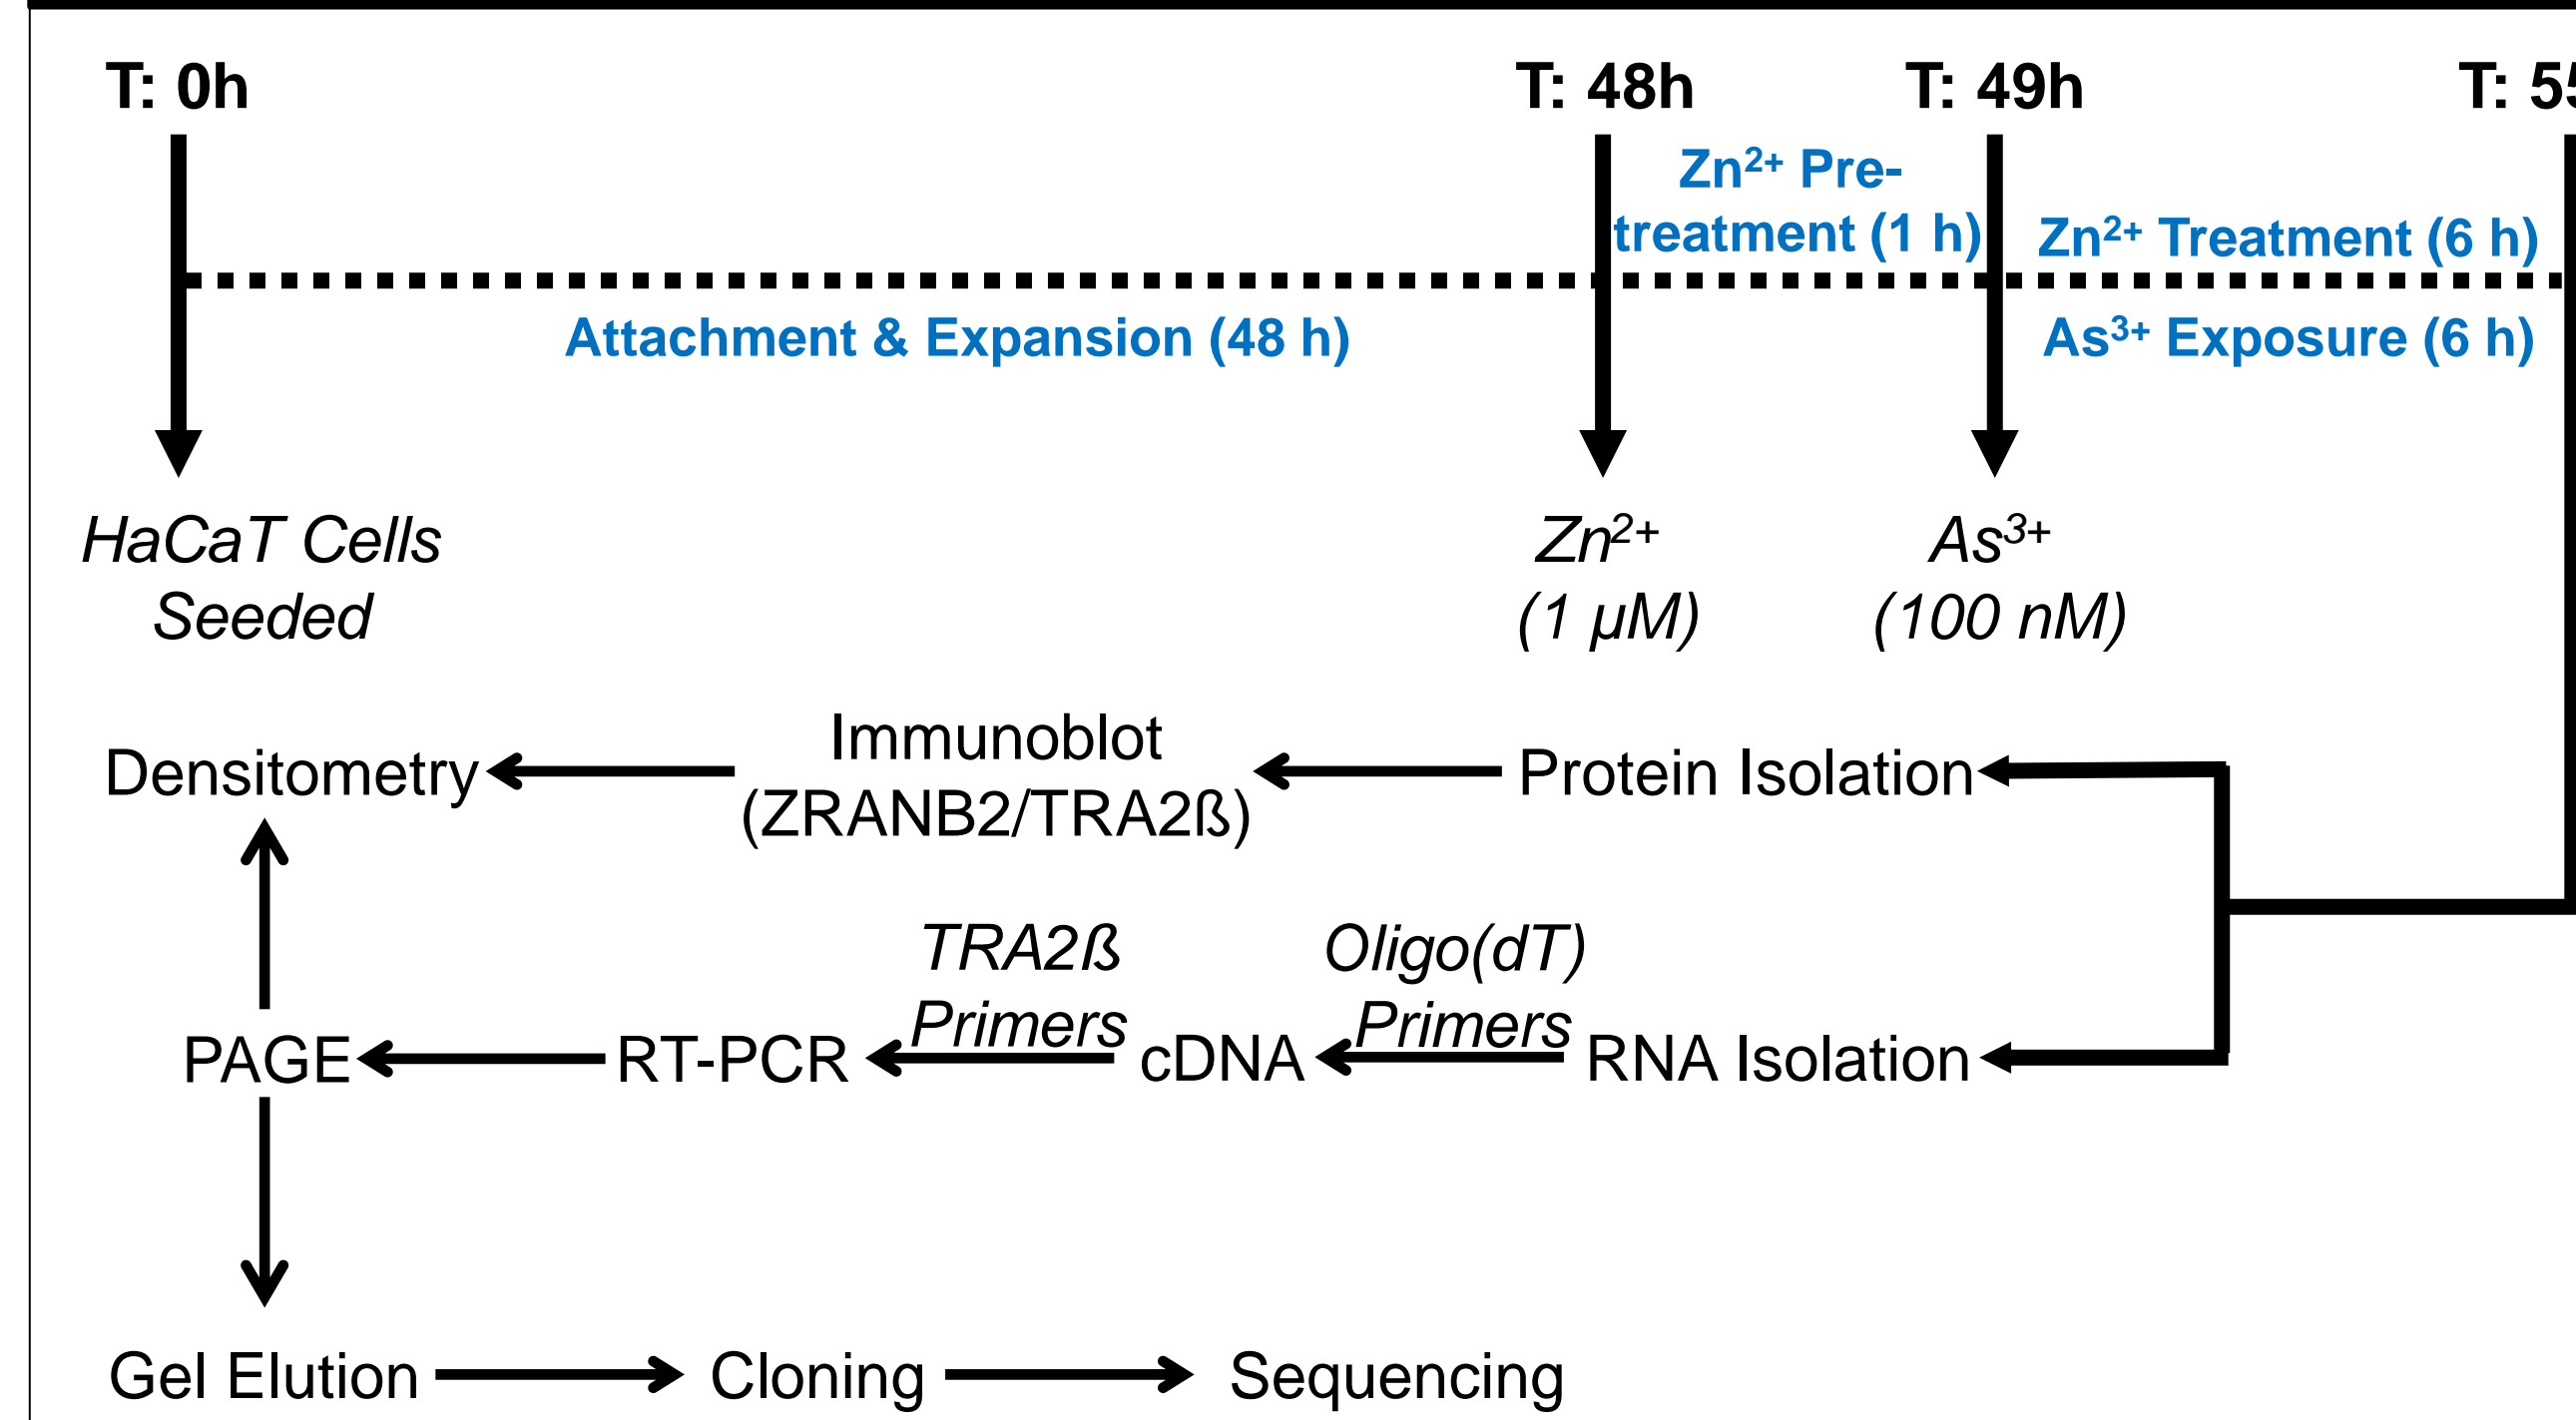 T: 0h
T: 48h
T: 49h
T: 55
Zn²⁺ Pre-
treatment (1 h)
Zn²⁺ Treatment (6 h)
Attachment & Expansion (48 h)
As³⁺ Exposure (6 h)
HaCaT Cells
Seeded
Zn²⁺
(1 µM)
As³⁺
(100 nM)
Densitometry
Immunoblot
(ZRANB2/TRA2ß)
Protein Isolation
TRA2ß
Primers
Oligo(dT)
Primers
PAGE
RT-PCR
cDNA
RNA Isolation
Gel Elution
Cloning
Sequencing